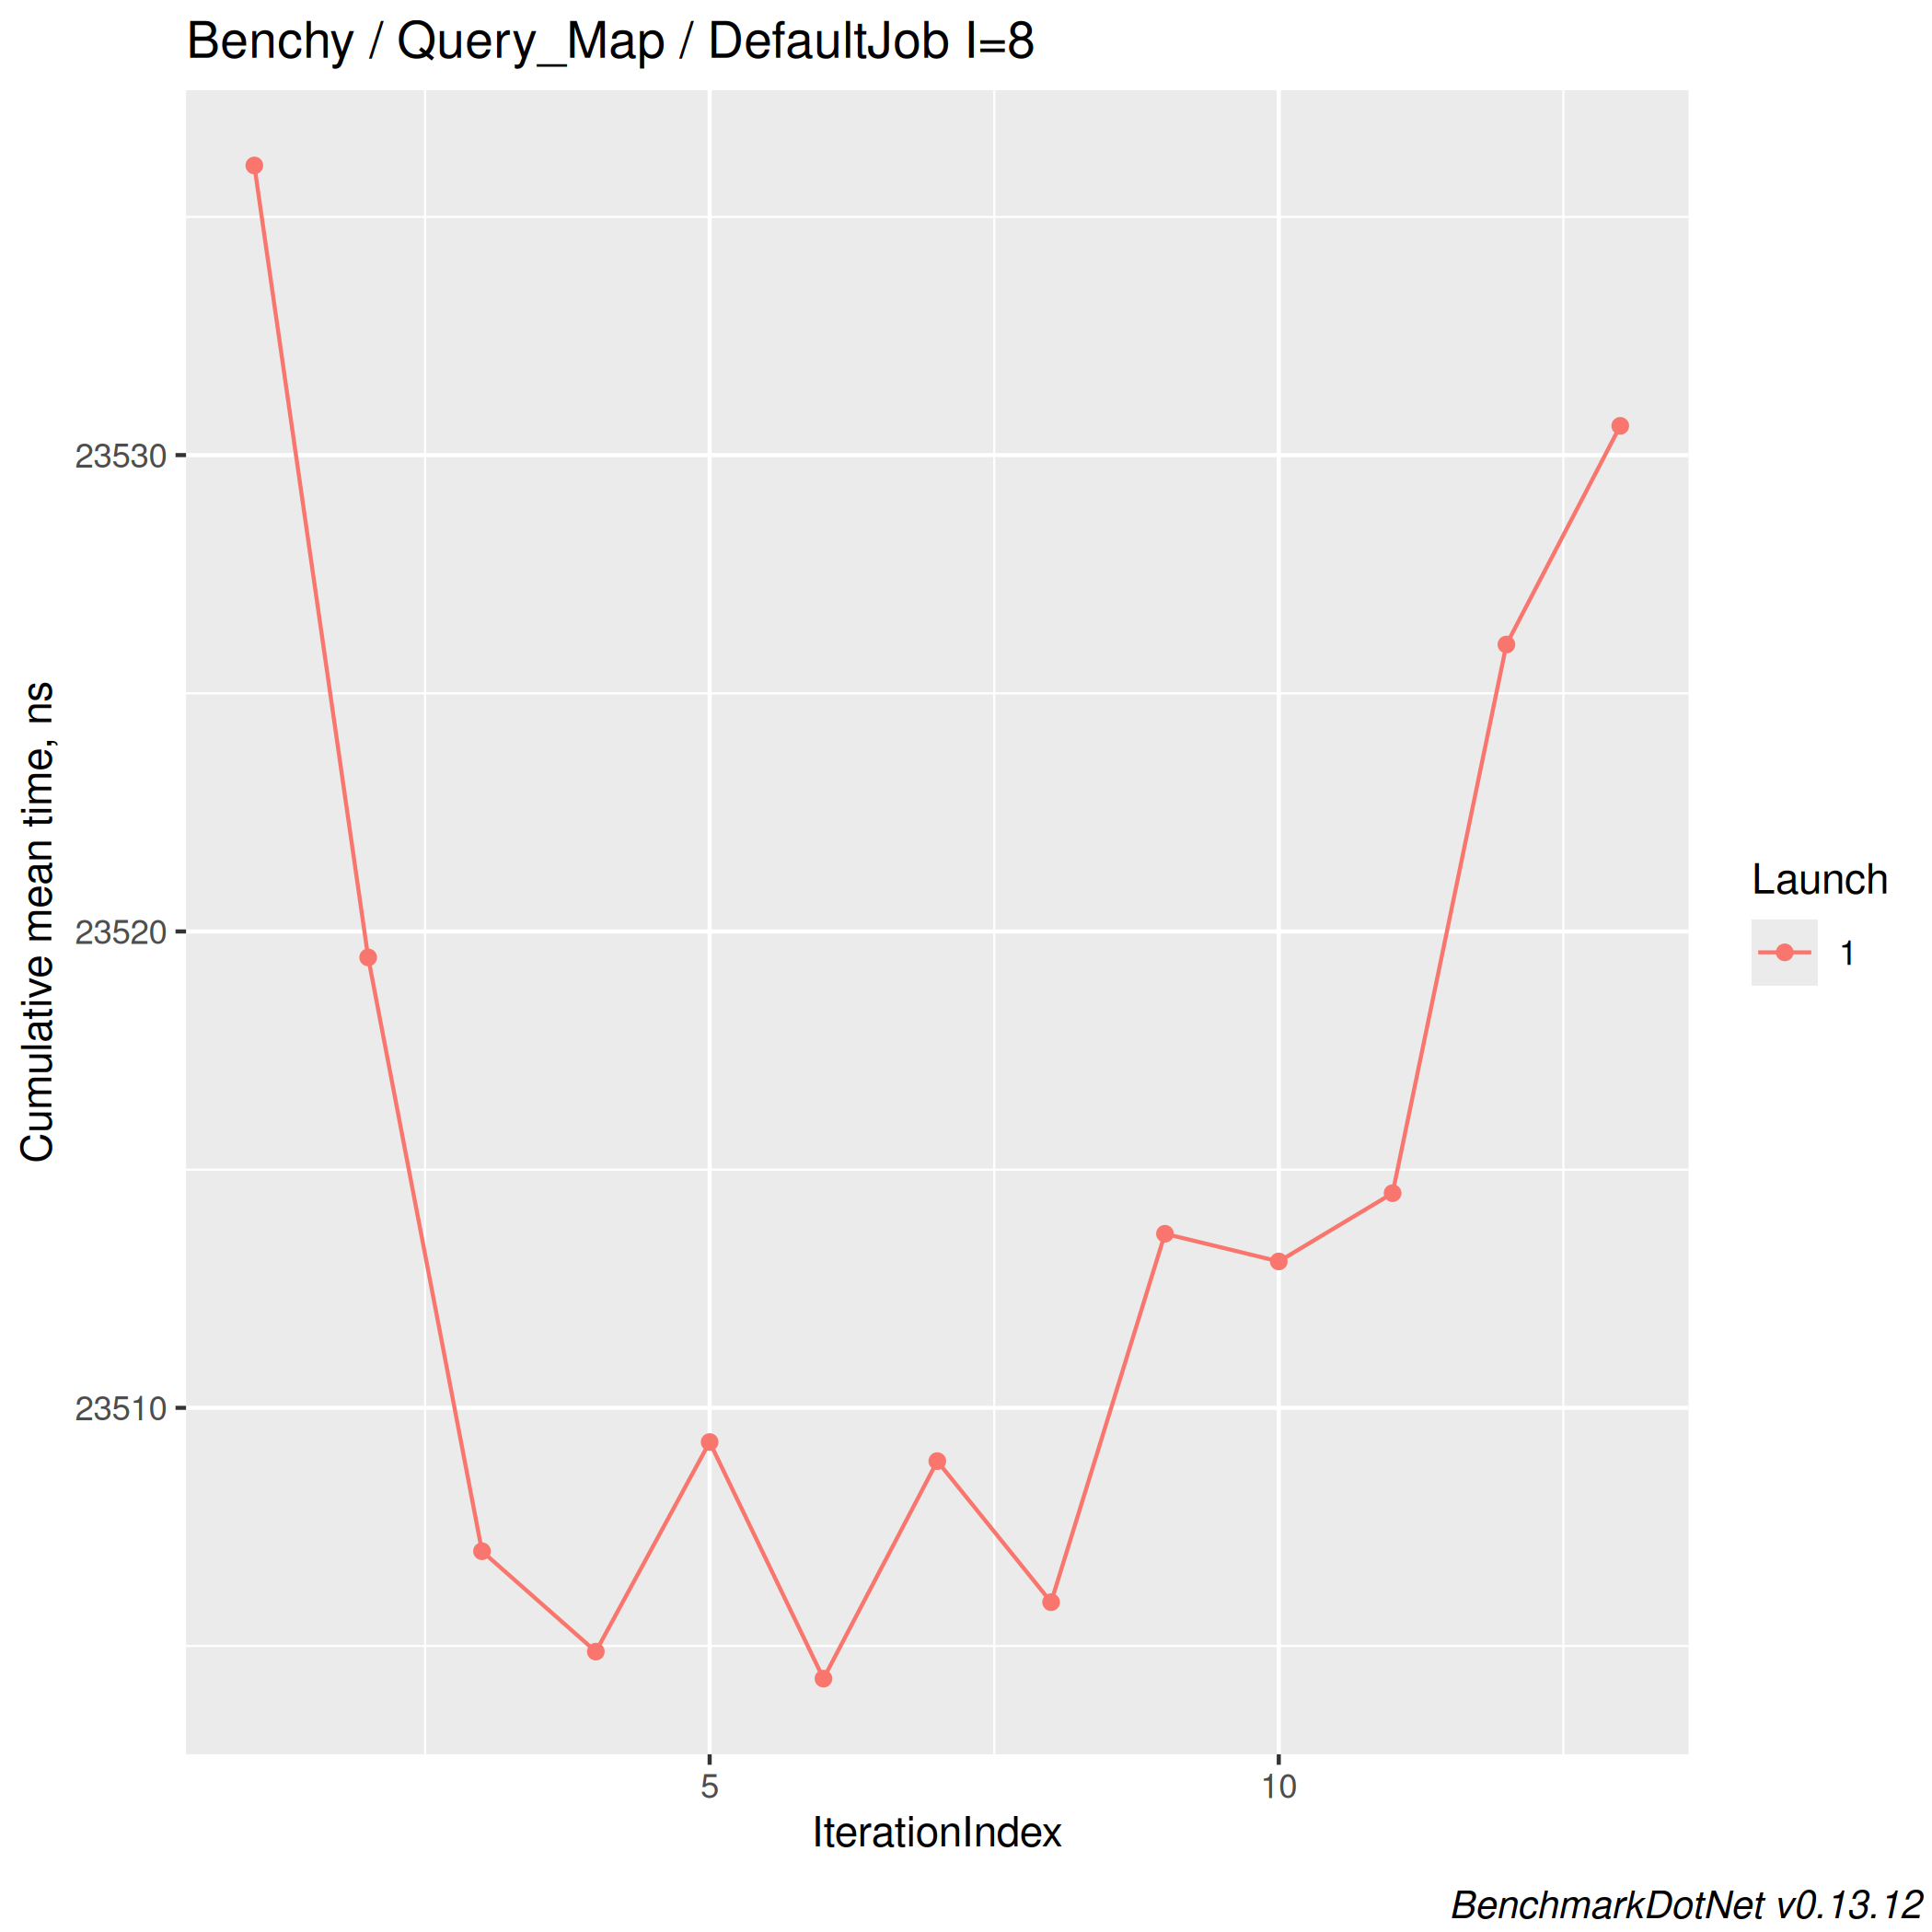 Benchy / Query_Map / DefaultJob I=8
Cumulative mean time, ns
23530
23520
23510
5
10
IterationIndex
Launch
1
BenchmarkDotNet v0.13.12